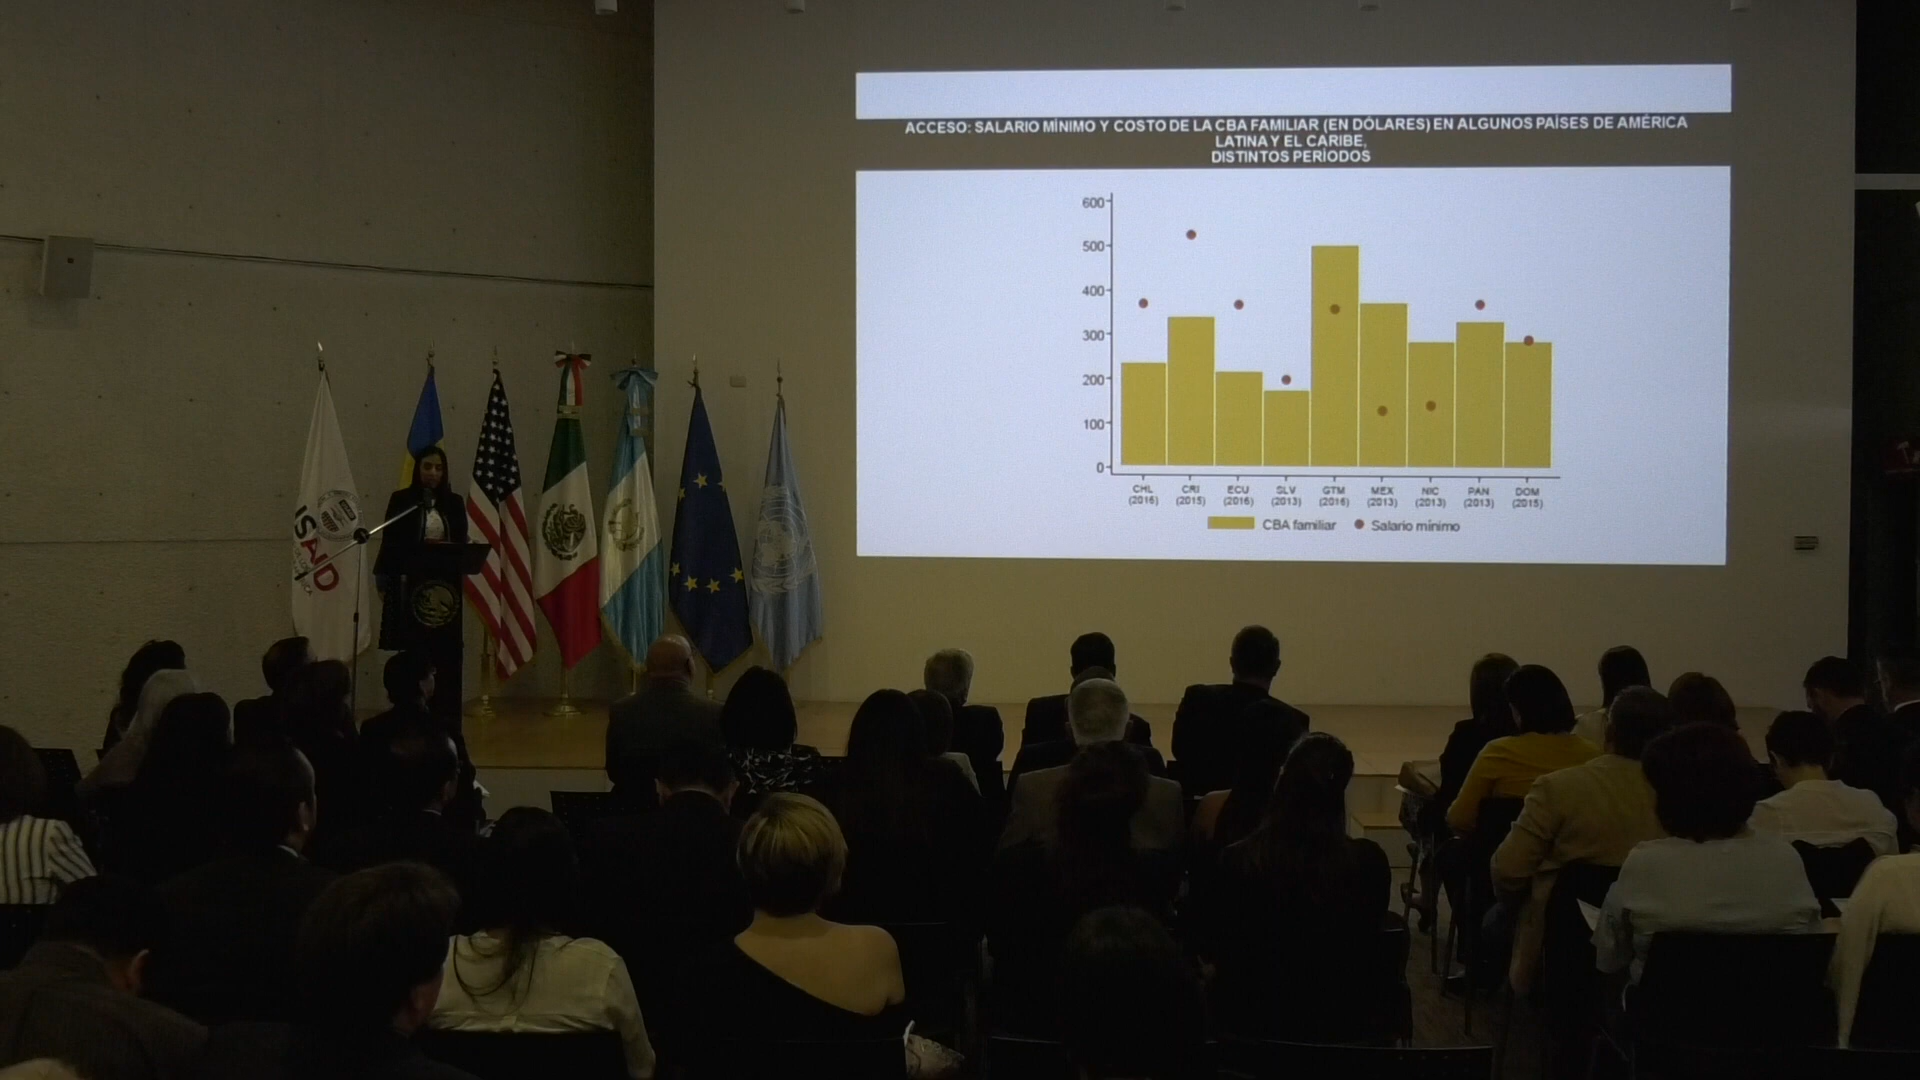 ACCESO: SALARIO MÍNIMO Y COSTO DE LA CBA FAMILIAR (EN DÓLARES) EN ALGUNOS PAÍSES DE AMÉRICA
LATINA Y EL CARIBE,
DISTINTOS PERÍODOS
600
500
400
300
200
100
0
CHL CRI ECU SLV GTM MEX NIC PAN DOM
(2016) (2015) (2016) (2013) (2016) (2013) (2013) (2013) (2015)
CBA familiar Salario mínimo